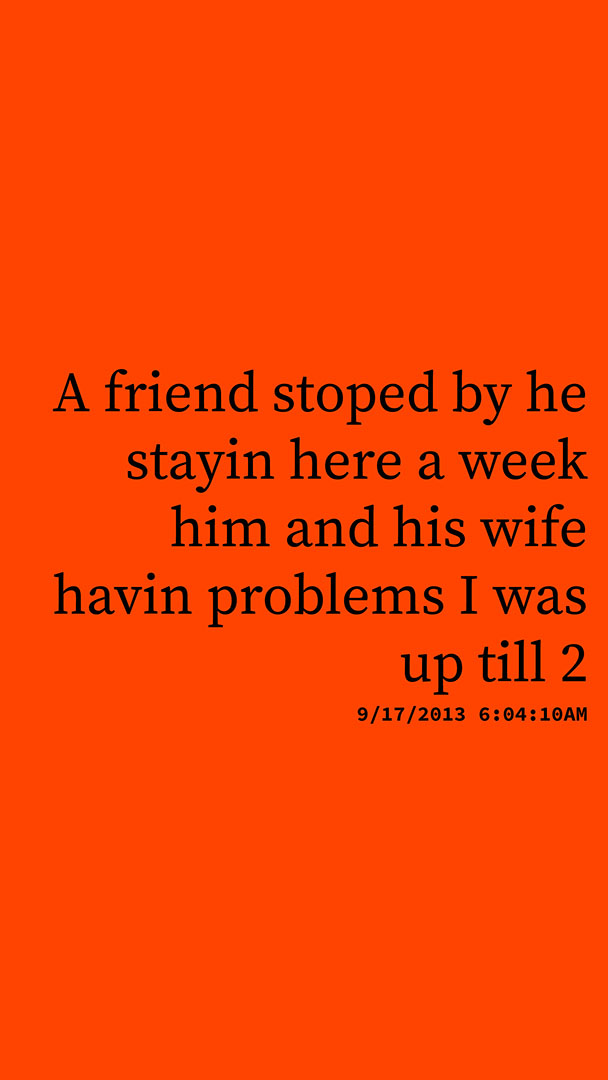 A friend stoped by he
stayin here a week
him and his wife
havin problems I was
up till 2
9/17/2013 6:04:10AM